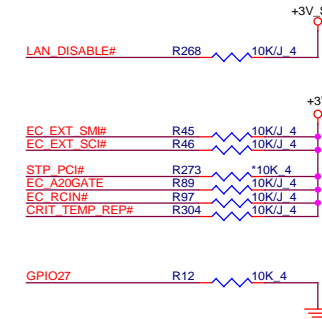 +3V_S
LAN_DISABLE# R268 10K/J_4
+3V
EC_EXT_SMI# R45 10K/J_4
EC_EXT_SCI# R46 10K/J_4
STP_PCI# R273 *10K_4
EC_A20GATE R89 10K/J_4
EC_RCIN# R97 10K/J_4
CRIT_TEMP_REP# R304 10K/J_4
GPIO27 R12 10K_4